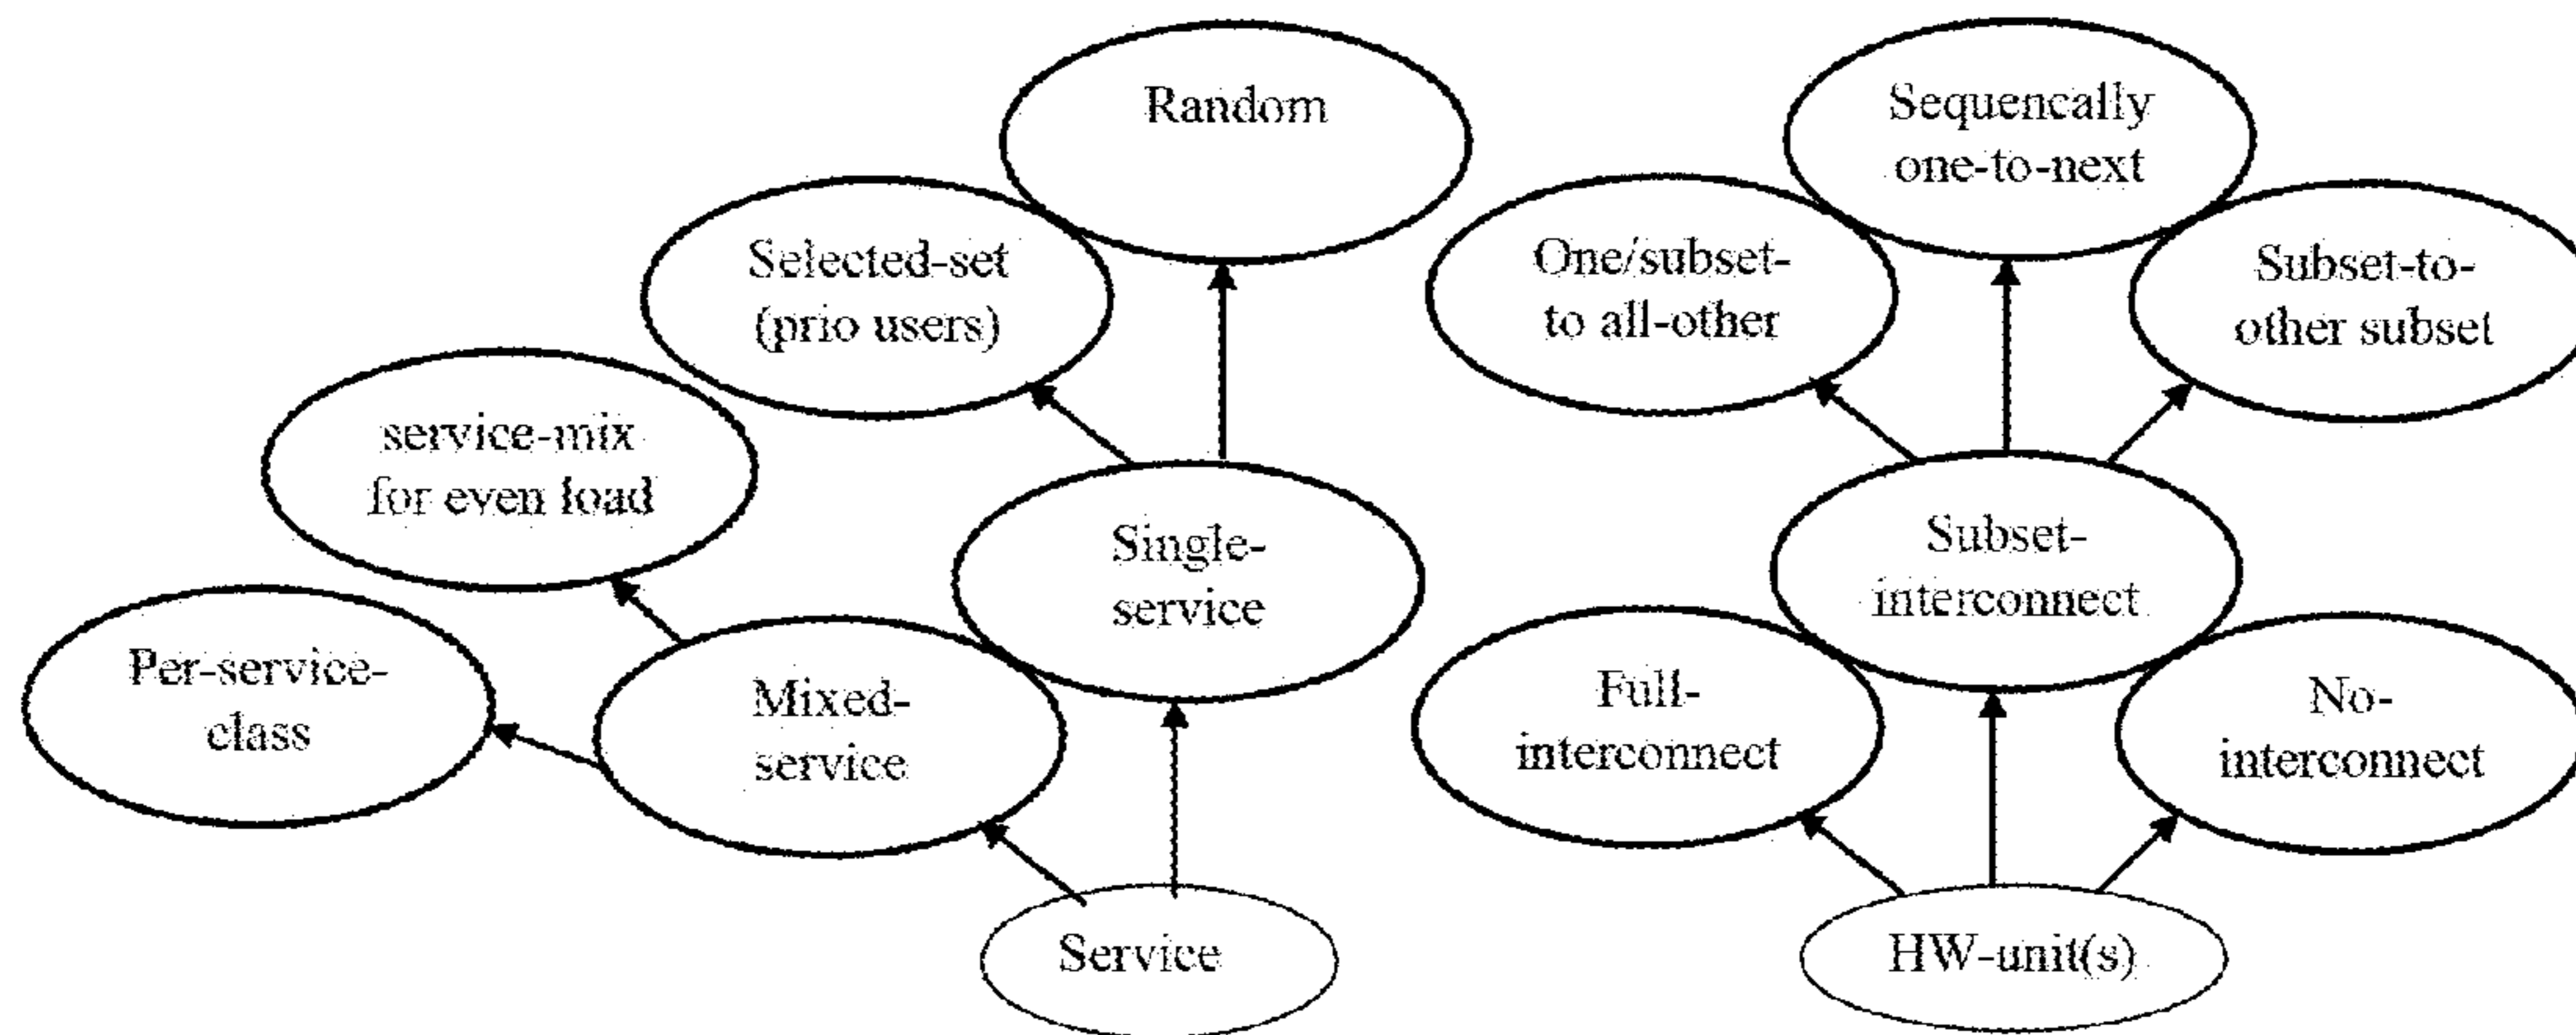 Random
Sequencally
one-to-next
Selected-set
(prio users)
One/subset-
to all-other
Subset-to-
other subset
service-mix
for even load
Single-
service
Subset-
interconnect
Per-service-
class
Mixed-
service
Full-
interconnect
No-
interconnect
Service
HW-unit(s)